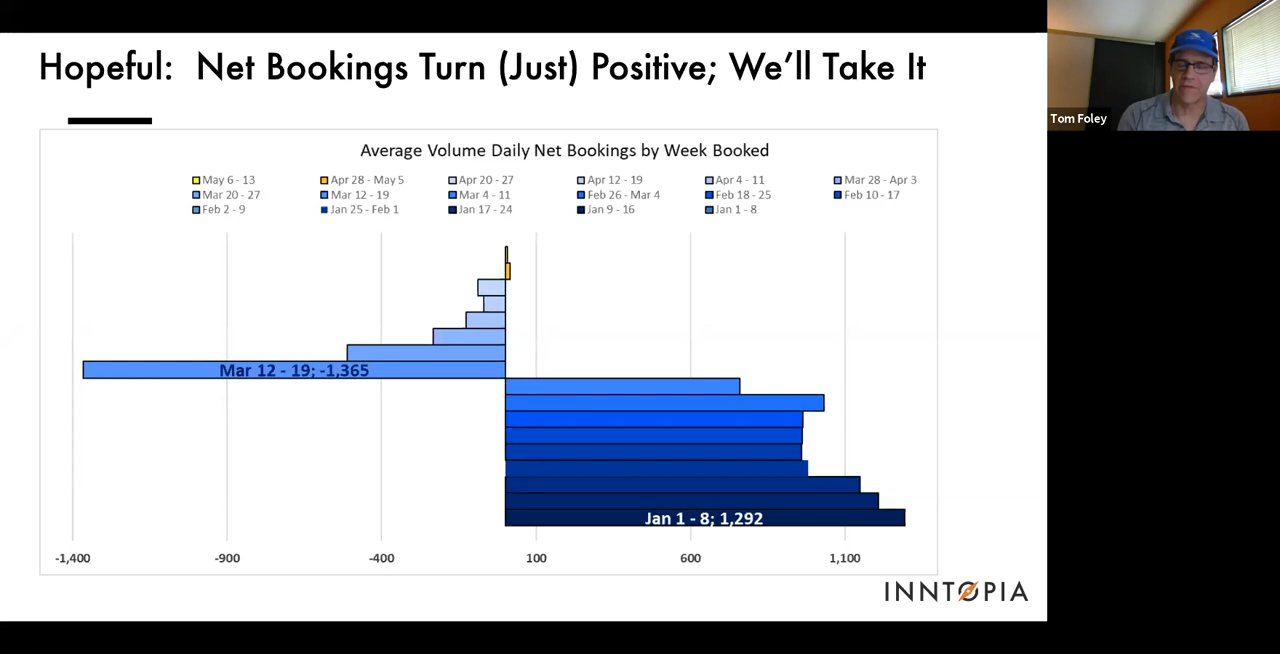 Hopeful: Net Bookings Turn (Just) Positive; We'll Take It
Tom Foley
Average Volume Daily Net Bookings by Week Booked
May 6 - 13 Apr 28 - May 5 Apr 20 - 27 Apr 12 - 19 Apr 4 - 11 Mar 28 - Apr 3
Mar 20 - 27 Mar 12 - 19 Mar 4 - 11 Feb 26 - Mar 4 Feb 18 - 25 Feb 10 - 17
Feb 2 - 9 Jan 25 - Feb 1 Jan 17 - 24 Jan 9 - 16 Jan 1 - 8
Mar 12 - 19; -1,365
Jan 1 - 8; 1,292
-1,400 -900 -400 100 600 1,100
INNTOPIA